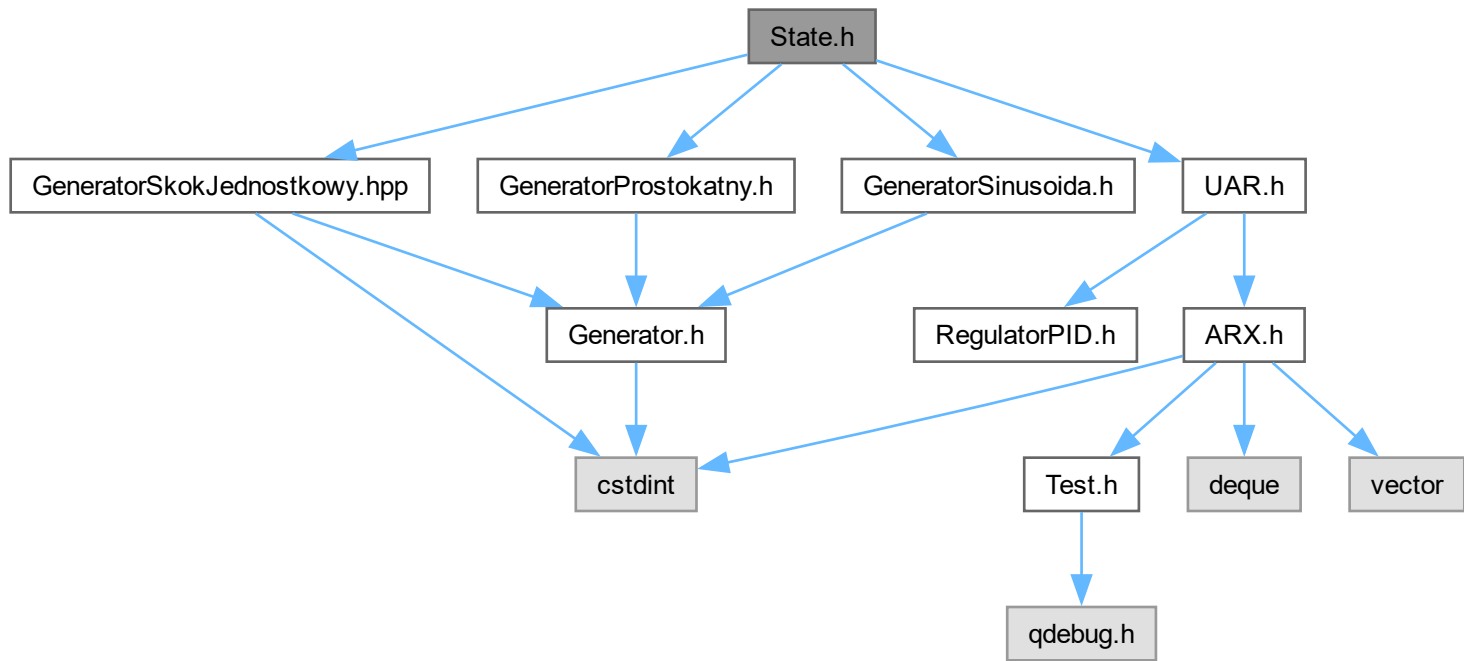 State.h
GeneratorSkokJednostkowy.hpp
GeneratorProstokatny.h
GeneratorSinusoida.h
UAR.h
Generator.h
RegulatorPID.h
ARX.h
cstdint
Test.h
deque
vector
qdebug.h